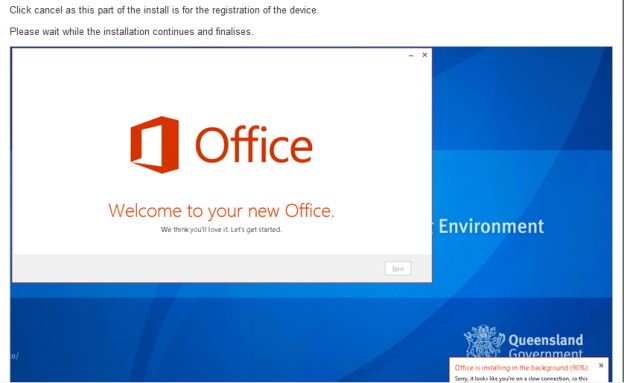 Click cancel as this part of the install is for the registration of the device.
Please wait while the installation continues and finalises.
Office
Welcome to your new Office.
We think you'll love it. Let's get started.
Next
Environment
Queensland
Government
Office is installing in the background (90%)
Sorry, it looks like you're on a slow connection, so this